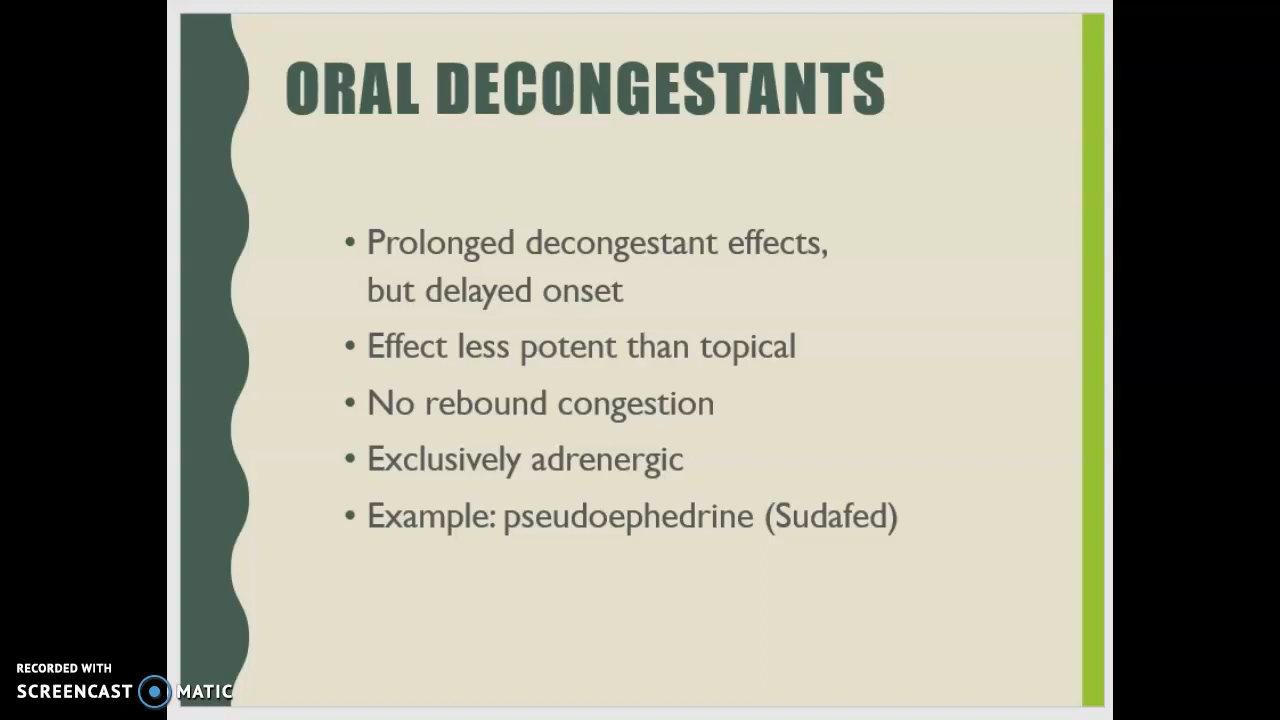 ORAL DECONGESTANTS
• Prolonged decongestant effects,
but delayed onset
• Effect less potent than topical
• No rebound congestion
• Exclusively adrenergic
• Example: pseudoephedrine (Sudafed)
RECORDED WITH
SCREENCAST MATIC